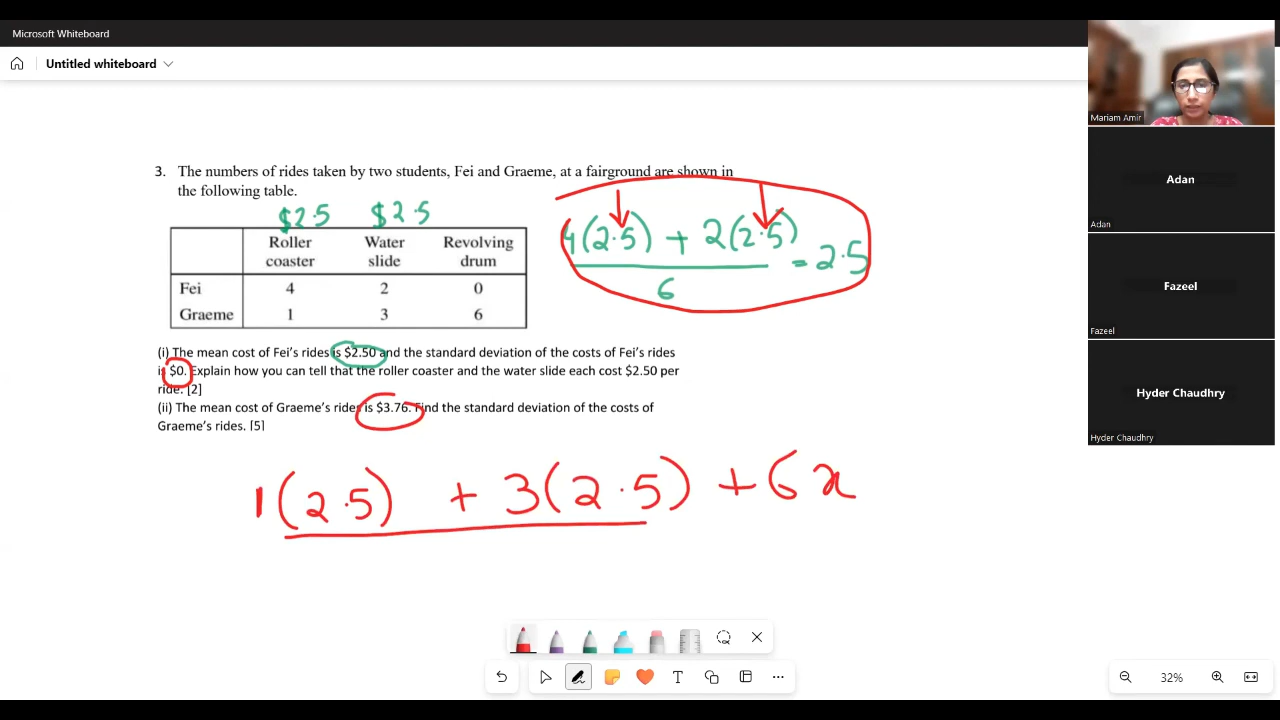 Microsoft Whiteboard
Untitled whiteboard
Mariam Amir
Adan
Adan
Fazeel
Fazeel
Hyder Chaudhry
Hyder Chaudhry
3. The numbers of rides taken by two students, Fei and Graeme, at a fairground are shown in
the following table.
$2.5 $2.5
Roller coaster Water slide Revolving drum
Fei 4 2 0
Graeme 1 3 6
4(2.5) + 2(2.5)
6
= 2.5
(i) The mean cost of Fei's rides is $2.50 and the standard deviation of the costs of Fei's rides
is $0. Explain how you can tell that the roller coaster and the water slide each cost $2.50 per
ride. [2]
(ii) The mean cost of Graeme's rides is $3.76. Find the standard deviation of the costs of
Graeme's rides. [5]
1(2.5) + 3(2.5) + 6x
32%